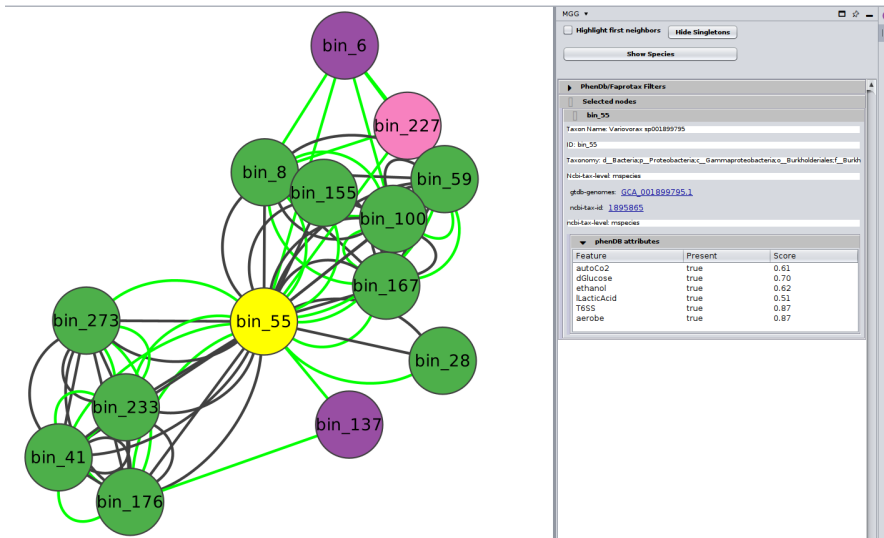 MGG ▼
Highlight first neighbors Hide Singletons
Show Species
PhenDb/Faprotax Filters
Selected nodes
bin_55
Taxon Name: Variovorax sp001899795
ID: bin_55
Taxonomy: d__Bacteria;p__Proteobacteria;c__Gammaproteobacteria;o__Burkholderiales;f__Burkh
Ncbi-tax-level: mspecies
gtdb-genomes: GCA_001899795.1
ncbi-tax-id: 1895865
ncbi-tax-level: mspecies
phenDB attributes
Feature Present Score
autoCo2 true 0.61
dGlucose true 0.70
ethanol true 0.62
lLacticAcid true 0.51
T6SS true 0.87
aerobe true 0.87
bin_6
bin_227
bin_8
bin_155
bin_59
bin_100
bin_167
bin_273
bin_55
bin_28
bin_233
bin_137
bin_41
bin_176